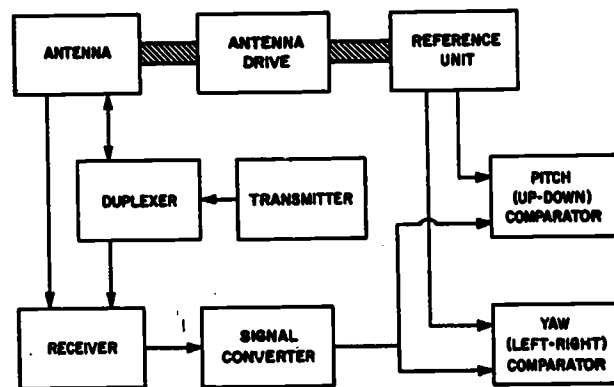 ANTENNA
ANTENNA
DRIVE
REFERENCE
UNIT
DUPLEXER
TRANSMITTER
PITCH
(UP-DOWN)
COMPARATOR
RECEIVER
SIGNAL
CONVERTER
YAW
(LEFT-RIGHT)
COMPARATOR